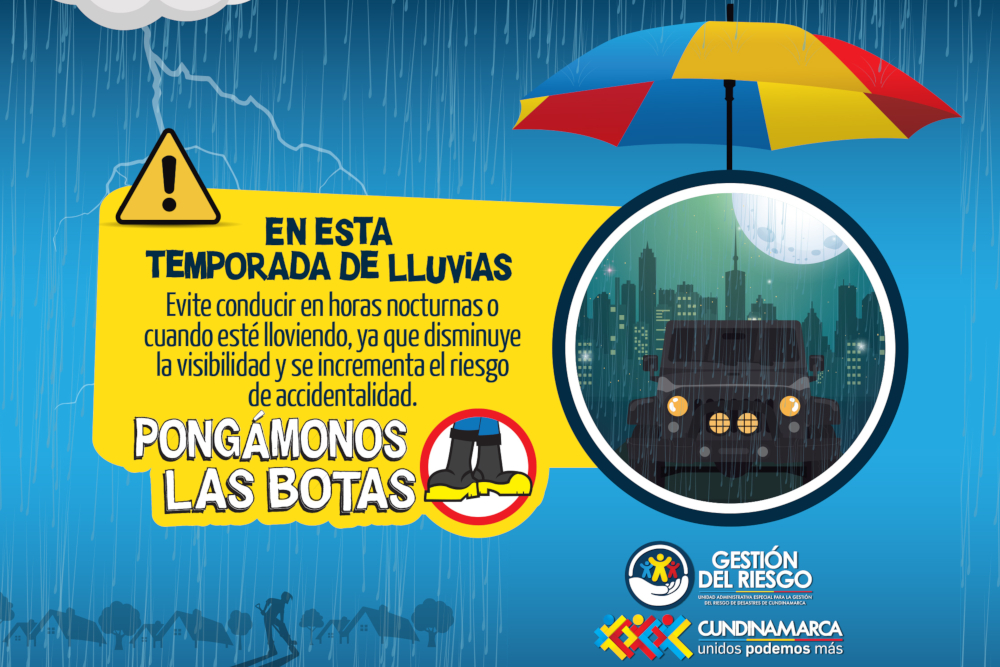 EN ESTA
TEMPORADA DE LLUViAS
Evite conducir en horas nocturnas o
cuando esté lloviendo, ya que disminuye
la visibilidad y se incrementa el riesgo
de accidentalidad.
PONGÁMONOS
LAS BOTAS
GESTIÓN
DEL RIESGO
UNIDAD ADMINISTRATIVA ESPECIAL PARA LA GESTIÓN
DEL RIESGO DE DESASTRES DE CUNDINAMARCA
CUNDINAMARCA
unidos podemos más